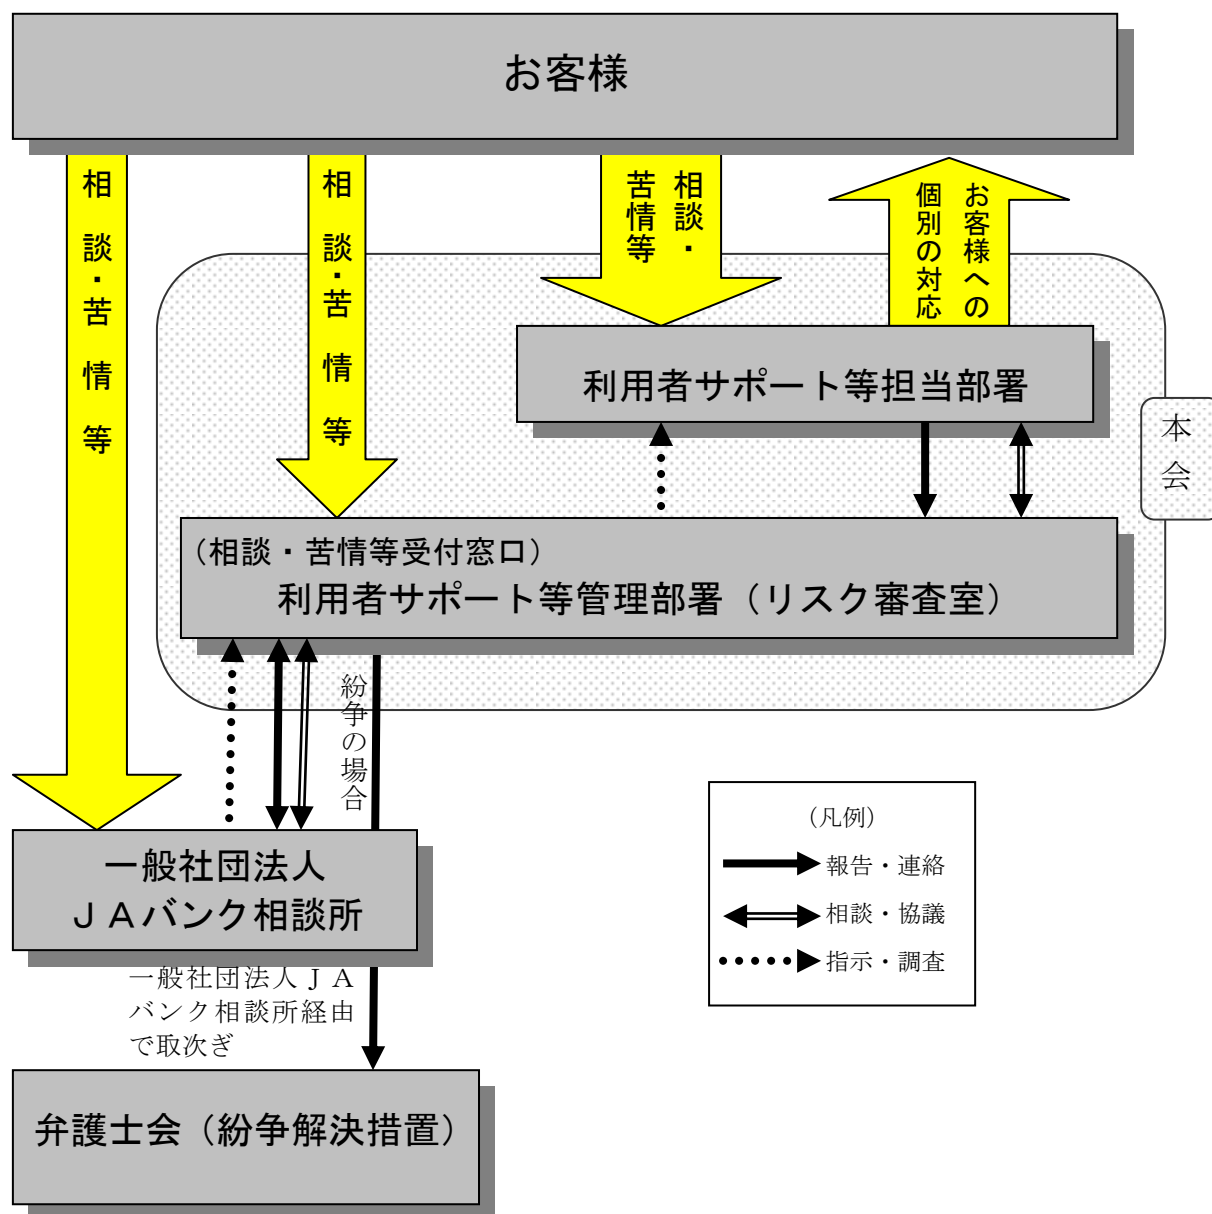 お客様
相談・苦情等
相談・苦情等
相談・
苦情等
お客様への
個別の対応
利用者サポート等担当部署
本会
(相談・苦情等受付窓口)
利用者サポート等管理部署(リスク審査室)
紛争の場合
(凡例)
報告・連絡
相談・協議
指示・調査
一般社団法人
JAバンク相談所
一般社団法人JA
バンク相談所経由
で取次ぎ
弁護士会(紛争解決措置)